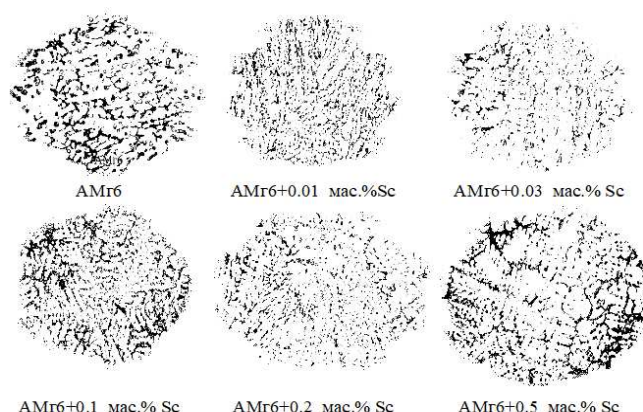 АМг6
АМг6+0.01 мас.%Sc
АМг6+0.03 мас.% Sc
АМг6+0.1 мас.% Sc
АМг6+0.2 мас.% Sc
АМг6+0.5 мас.% Sc